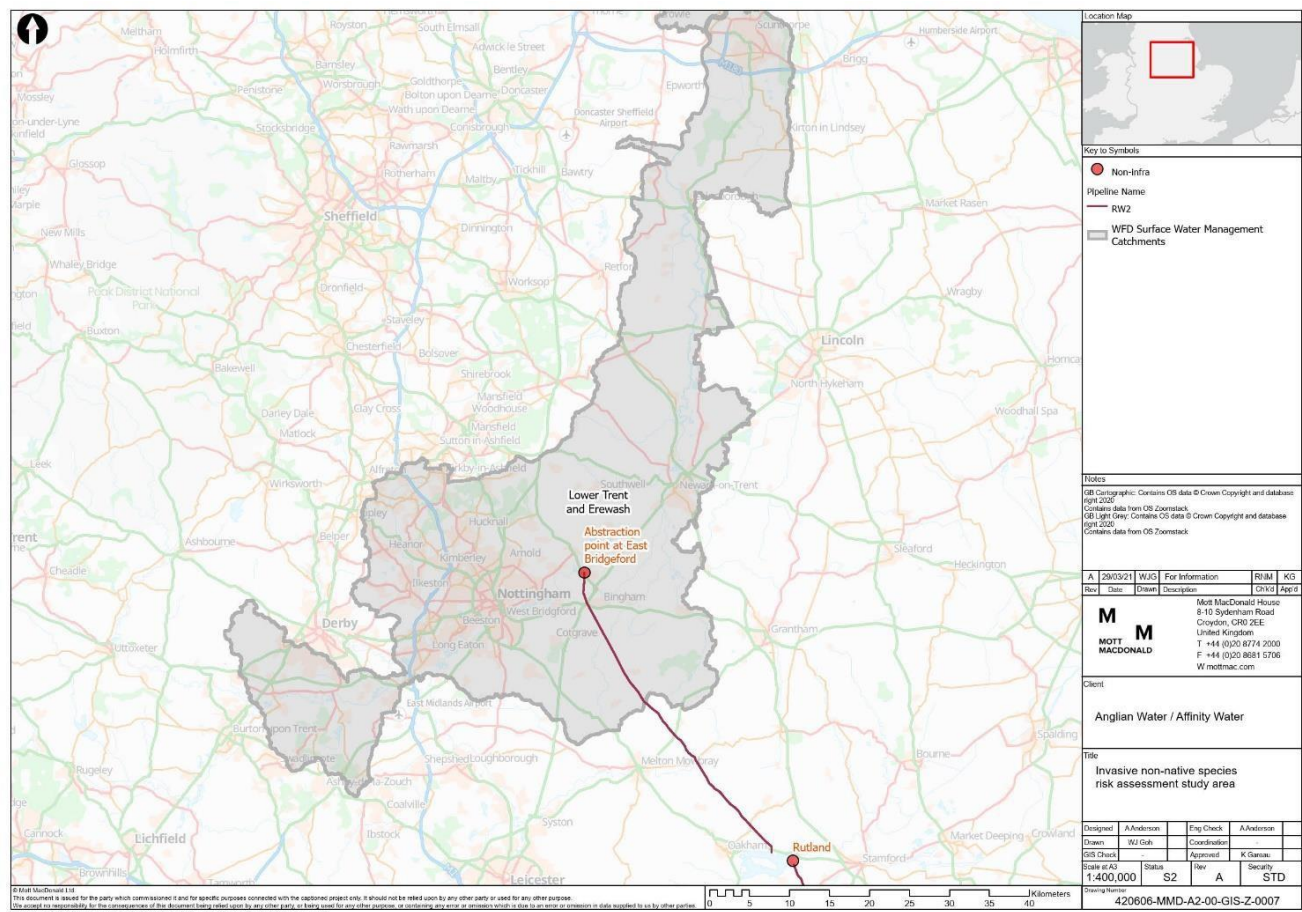 Meltham
Royston
South Elmsall
Scunthorpe
Humberside Airport
Holmfirth
Barnsley
Adwick le Street
Bentley
Brigg
Penistone
Worsbrough
Goldthorpe
Bolton upon Dearne
Doncaster
Epworth
Mossley
Wath upon Dearne
Stocksbridge
Conisbrough
Doncaster Sheffield
Airport
Kirton in Lindsey
Rawmarsh
Glossop
Rotherham
Maltby
Tickhill
Bawtry
Market Rasen
Sheffield
New Mills
Dinnington
Whaley Bridge
Retford
Peak District National
Park
Dronfield
Worksop
Wragby
Buxton
Staveley
Lincoln
Chesterfield
Bolsover
Bakewell
Shirebrook
North Hykeham
Mansfield
Woodhouse
Darley Dale
Clay Cross
Woodhall Spa
Matlock
Mansfield
Sutton in Ashfield
Leek
Wirksworth
Lower Trent
and Erewash
Southwell
Newark-on-Trent
Hucknall
Ashbourne
Belper
Abstraction
point at East
Bridgeford
Heanor
Kimberley
Arnold
Sleaford
Heckington
Cheadle
Ilkeston
Nottingham
Bingham
West Bridgford
Derby
Beeston
Cotgrave
Grantham
Uttoxeter
Long Eaton
East Midlands Airport
Burton upon Trent
Bourne
Spalding
Shepshed
Loughborough
Melton Mowbray
Rugeley
Coalville
Syston
Cannock
Lichfield
Ibstock
Oakham
Rutland
Stamford
Market Deeping
Crowland
Brownhills
Leicester
© Mott MacDonald Ltd
This document is issued for the party which commissioned it and for specific purposes connected with the captioned project only. It should not be relied upon by any other party or used for any other purpose.
We accept no responsibility for the consequences of this document being relied upon by any other party, or being used for any other purpose, or containing any error or omission which is due to an error or omission in data supplied to us by other parties.
Kilometers
0 5 10 15 20 25 30 35 40
Location Map
Key to Symbols
Non-Infra
Pipeline Name
RW2
WFD Surface Water Management
Catchments
Notes
GB Cartographic: Contains OS data © Crown Copyright and database
right 2020
Contains data from OS Zoomstack
GB Light Grey: Contains OS data © Crown Copyright and database
right 2020
Contains data from OS Zoomstack
A 29/03/21 WJG For Information RNM KG
Rev Date Drawn Description Ch'k'd App'd
M
M
MOTT
MACDONALD
Mott MacDonald House
8-10 Sydenham Road
Croydon, CR0 2EE
United Kingdom
T +44 (0)20 8774 2000
F +44 (0)20 8681 5706
W mottmac.com
Client
Anglian Water / Affinity Water
Title
Invasive non-native species
risk assessment study area
Designed A Anderson Eng Check A Anderson
Drawn WJ Goh Coordination -
GIS Check - Approved K Gareau
Scale at A3 Status Rev Security
1:400,000 S2 A STD
Drawing Number
420606-MMD-A2-00-GIS-Z-0007